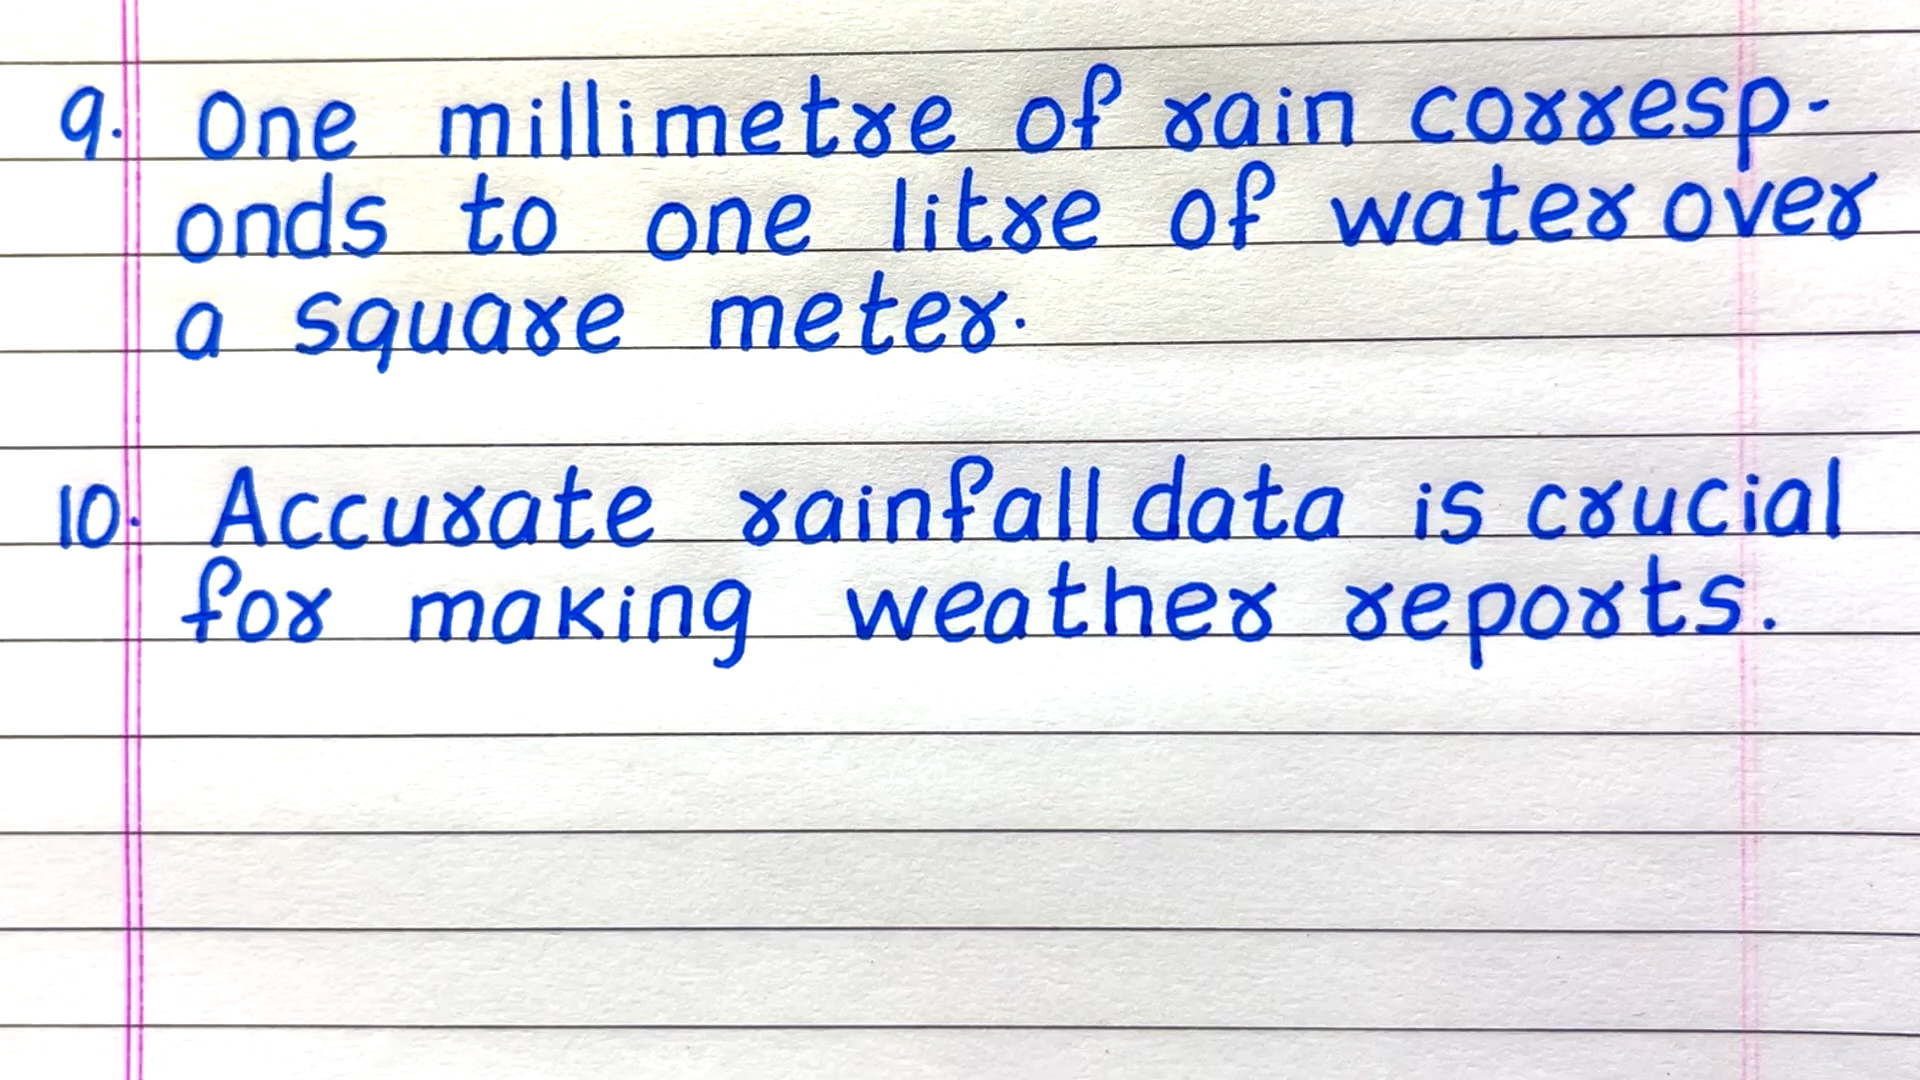 9. One millimetre of rain corresp-
onds to one litre of water over
a square meter.
10. Accurate rainfall data is crucial
for making weather reports.